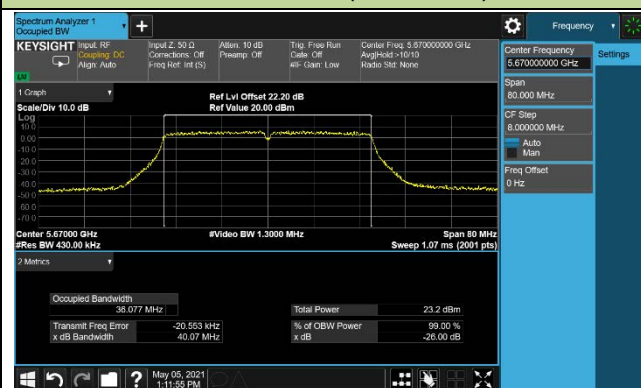 Spectrum Analyzer 1
Occupied BW
+
Frequency
KEYSIGHT
Input: RF
Coupling: DC
Align: Auto
Input Z: 50 Ω
Corrections: Off
Freq Ref: Int (S)
Atten: 10 dB
Preamp: Off
Trig: Free Run
Gate: Off
#IF Gain: Low
Center Freq: 5.670000000 GHz
Avg|Hold:>10/10
Radio Std: None
LXI
Center Frequency
5.670000000 GHz
Settings
Span
80.000 MHz
CF Step
8.000000 MHz
Auto
Man
Freq Offset
0 Hz
1 Graph
Scale/Div 10.0 dB
Ref Lvl Offset 22.20 dB
Ref Value 20.00 dBm
Log
10.0
0.00
-10.0
-20.0
-30.0
-40.0
-50.0
-60.0
-70.0
Center 5.67000 GHz
#Video BW 1.3000 MHz
Span 80 MHz
#Res BW 430.00 kHz
Sweep 1.07 ms (2001 pts)
2 Metrics
Occupied Bandwidth
36.077 MHz
Total Power
23.2 dBm
Transmit Freq Error
-20.553 kHz
% of OBW Power
99.00 %
x dB Bandwidth
40.07 MHz
x dB
-26.00 dB
?
May 05, 2021
1:11:55 PM